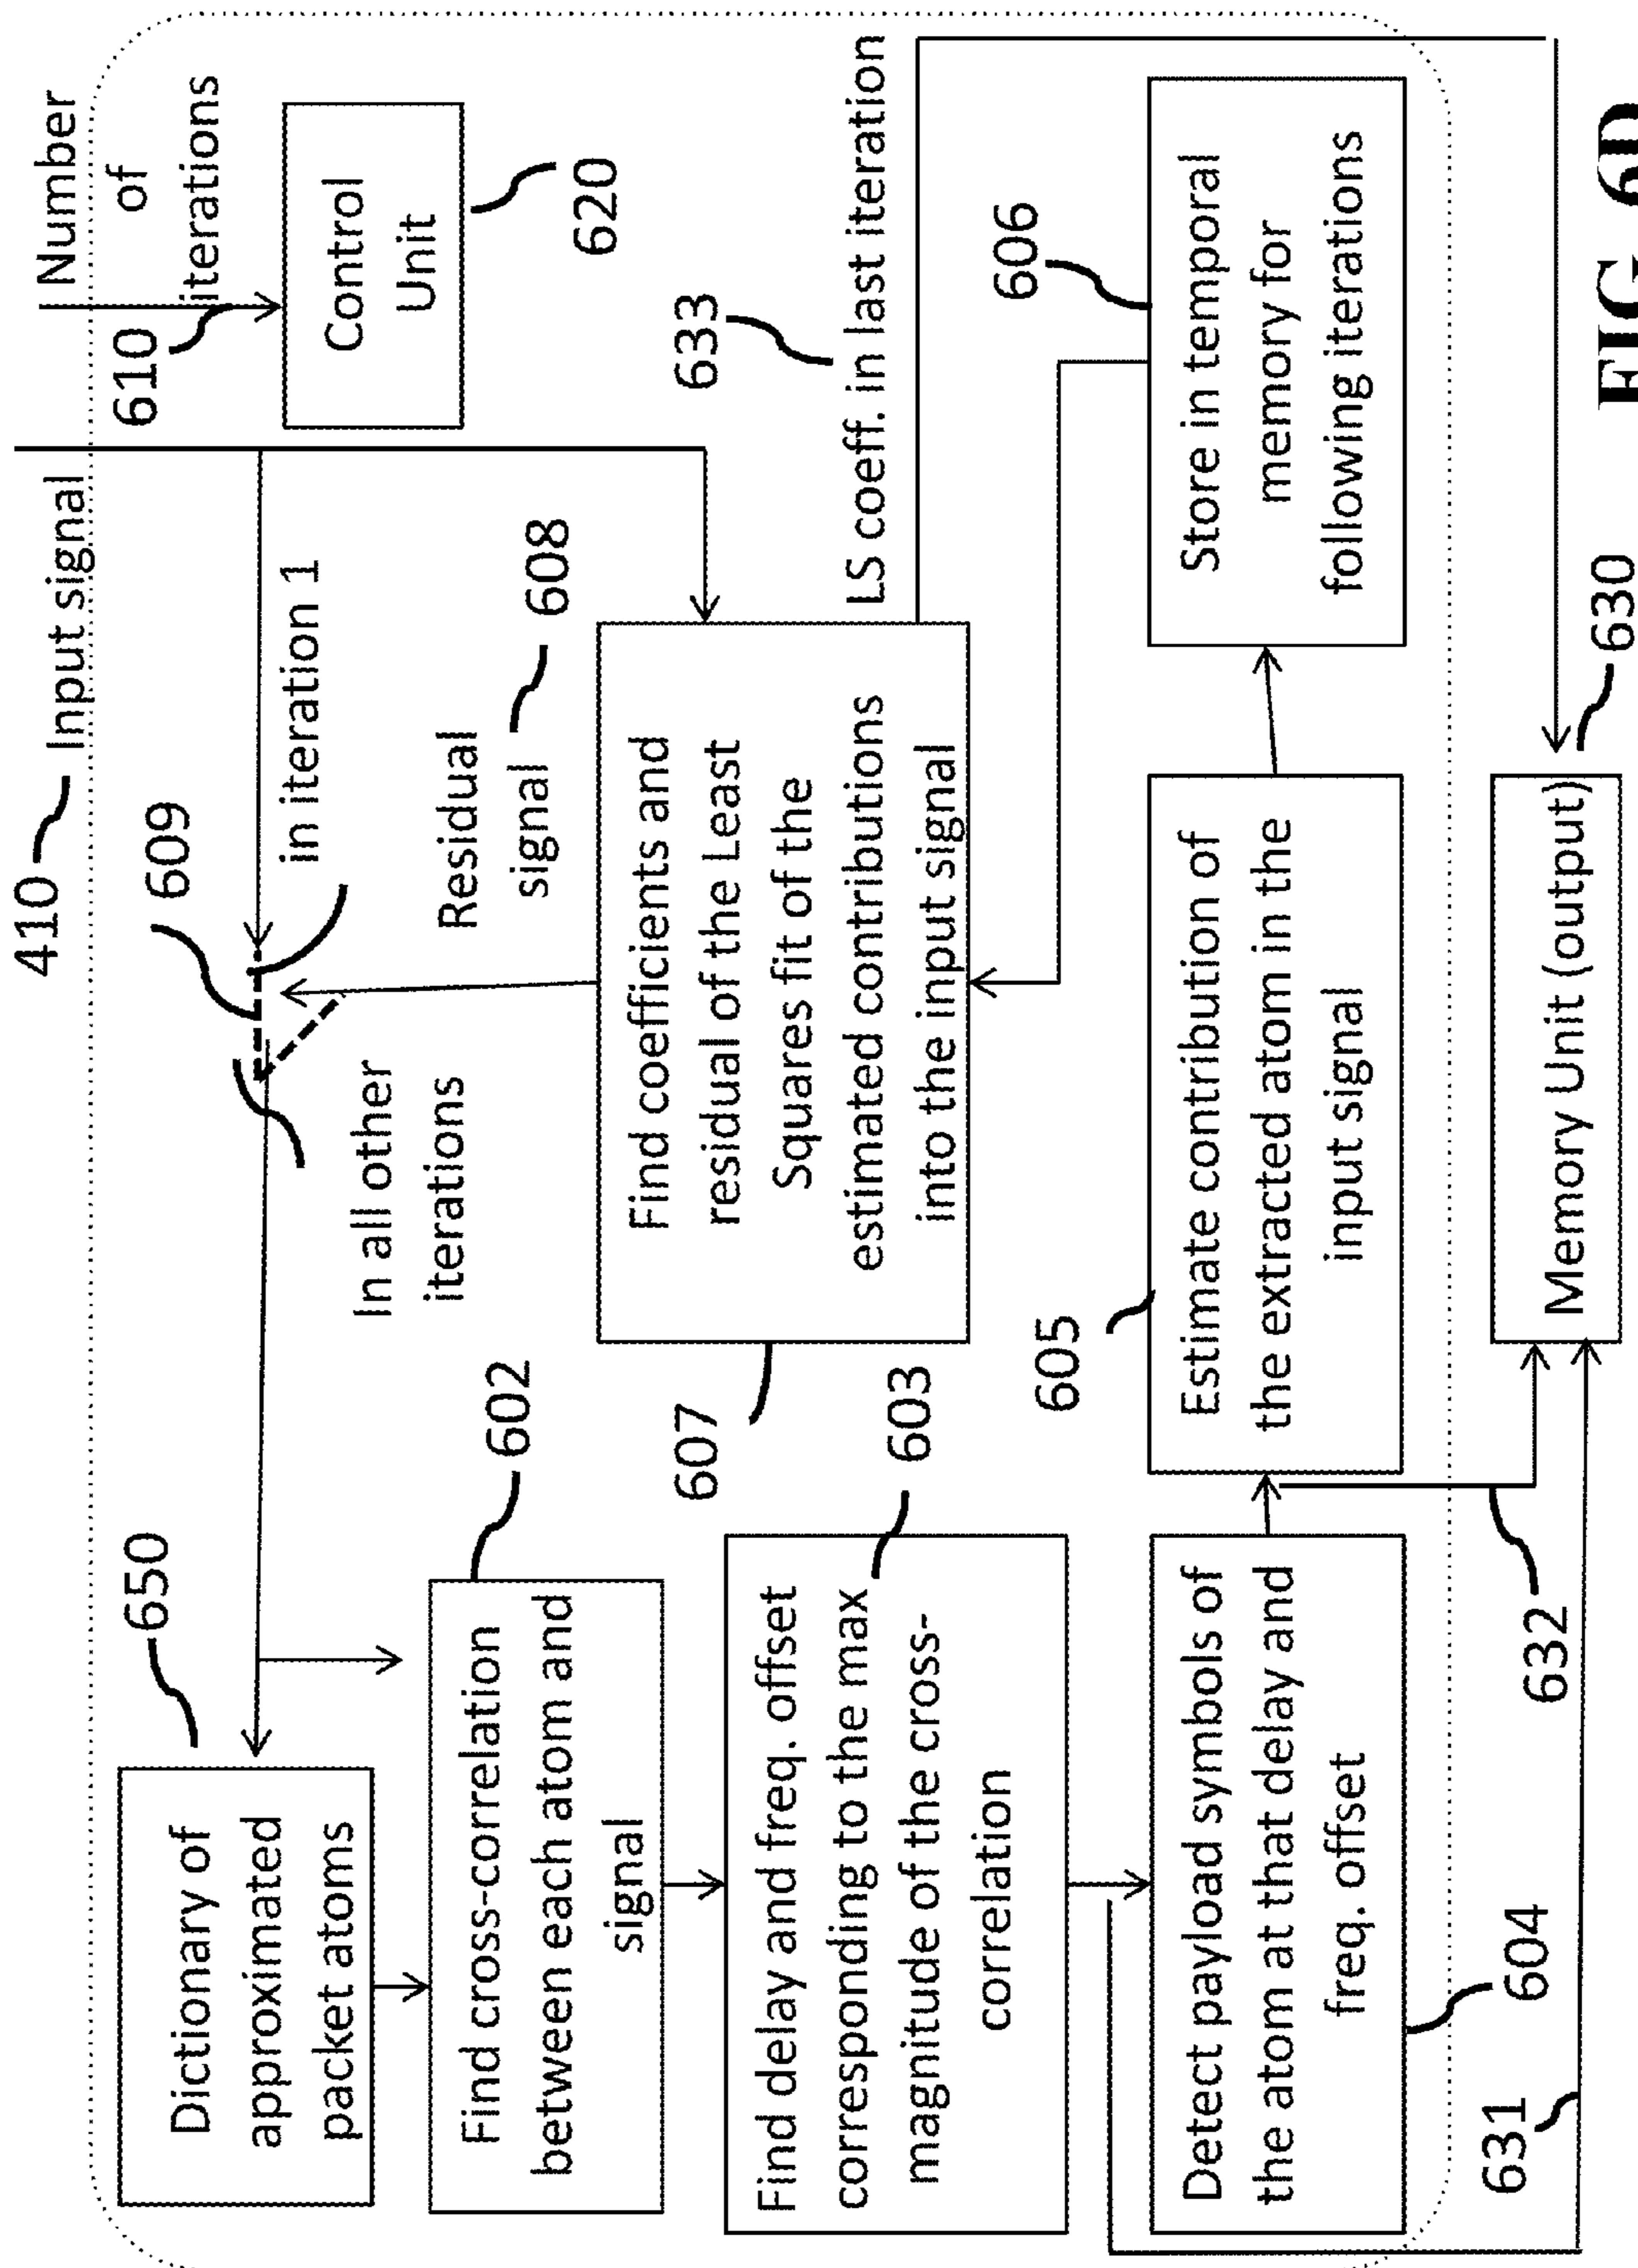 410
Input signal
Number
of
iterations
610
Control
Unit
620
609
in iteration 1
In all other
iterations
Residual
signal
608
650
Dictionary of
approximated
packet atoms
602
Find cross-correlation
between each atom and
signal
603
Find delay and freq. offset
corresponding to the max
magnitude of the cross-
correlation
607
Find coefficients and
residual of the Least
Squares fit of the
estimated contributions
into the input signal
633
LS coeff. in last iteration
606
Store in temporal
memory for
following iterations
605
Estimate contribution of
the extracted atom in the
input signal
Detect payload symbols of
the atom at that delay and
freq. offset
604
631
632
Memory Unit (output)
630
FIG. 6D